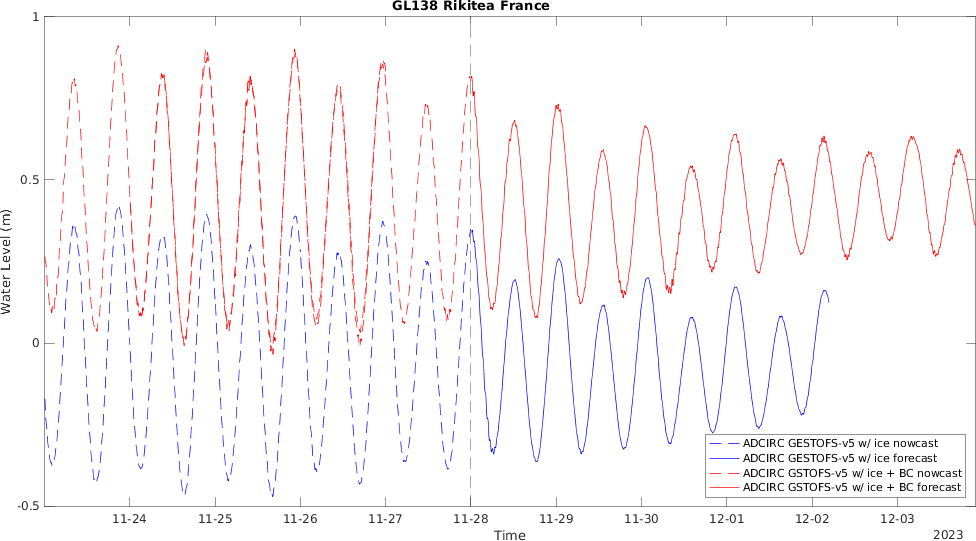 GL138 Rikitea France
1
0.5
0
-0.5
Water Level (m)
11-24
11-25
11-26
11-27
11-28
11-29
11-30
12-01
12-02
12-03
Time
2023
ADCIRC GESTOFS-v5 w/ ice nowcast
ADCIRC GESTOFS-v5 w/ ice forecast
ADCIRC GSTOFS-v5 w/ ice + BC nowcast
ADCIRC GSTOFS-v5 w/ ice + BC forecast